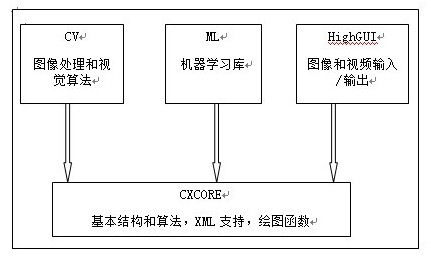 CV
图像处理和视
觉算法
ML
机器学习库
HighGUI
图像和视频输入
/输出
CXCORE
基本结构和算法，XML 支持，绘图函数